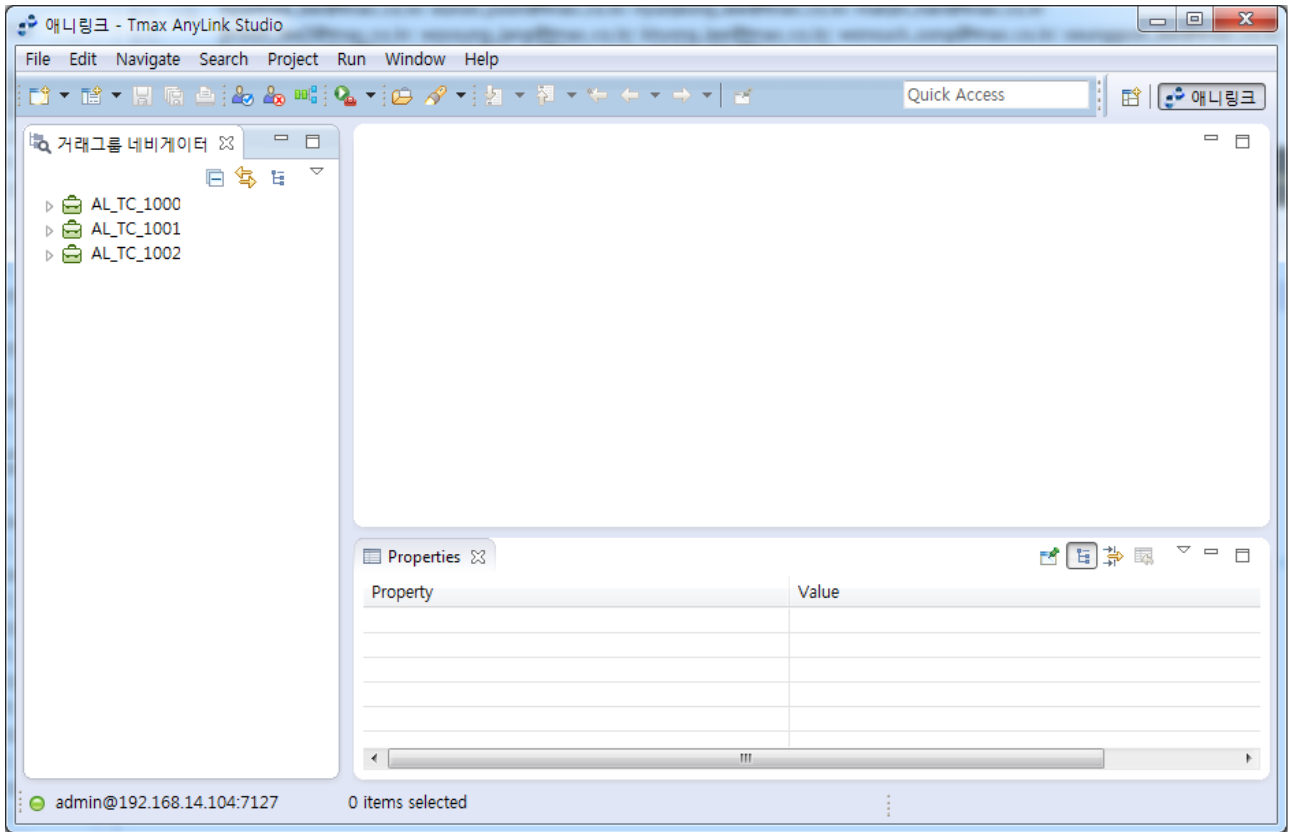 애니링크 - Tmax AnyLink Studio
File Edit Navigate Search Project Run Window Help
Quick Access
애니링크
거래그룹 네비게이터
AL_TC_1000
AL_TC_1001
AL_TC_1002
Properties
Property Value
admin@192.168.14.104:7127 0 items selected